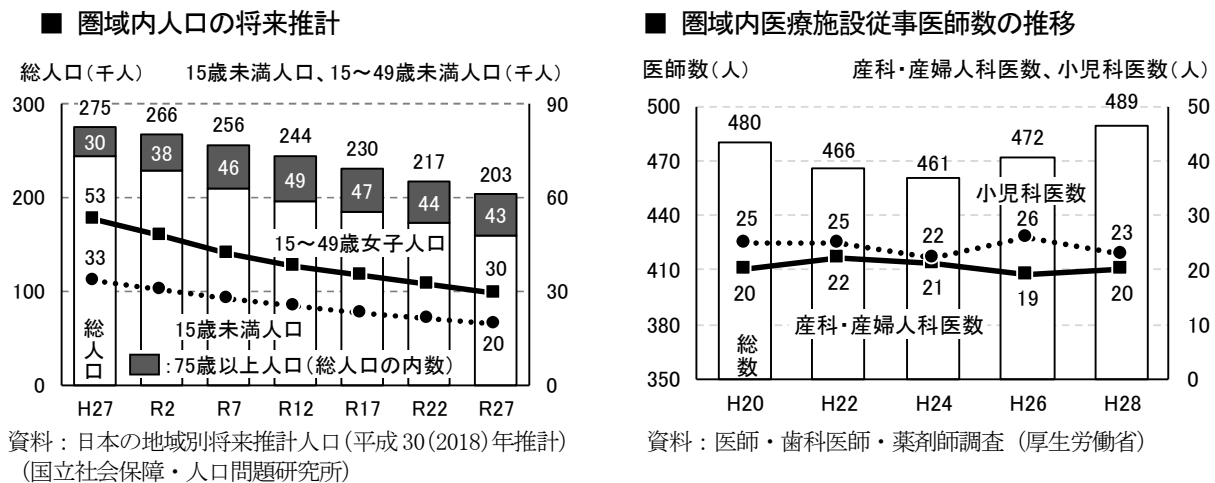 ■ 圏域内人口の将来推計
総人口（千人）　15歳未満人口、15～49歳未満人口（千人）
300 275 266 256 244 230 217 203 90
30 38 46 49 47 44 43
200 53 60
15～49歳女子人口
33 30
100 30
15歳未満人口
20
総人口
:75歳以上人口（総人口の内数）
0 0
H27 R2 R7 R12 R17 R22 R27
資料：日本の地域別将来推計人口（平成30(2018)年推計）
（国立社会保障・人口問題研究所）
■ 圏域内医療施設従事医師数の推移
医師数（人）　産科・産婦人科医数、小児科医数（人）
500 480 466 461 472 489 50
470 40
小児科医数
440 25 25 22 26 23 30
410 20 22 21 19 20 20
産科・産婦人科医数
380 10
総数
350 0
H20 H22 H24 H26 H28
資料：医師・歯科医師・薬剤師調査（厚生労働省）